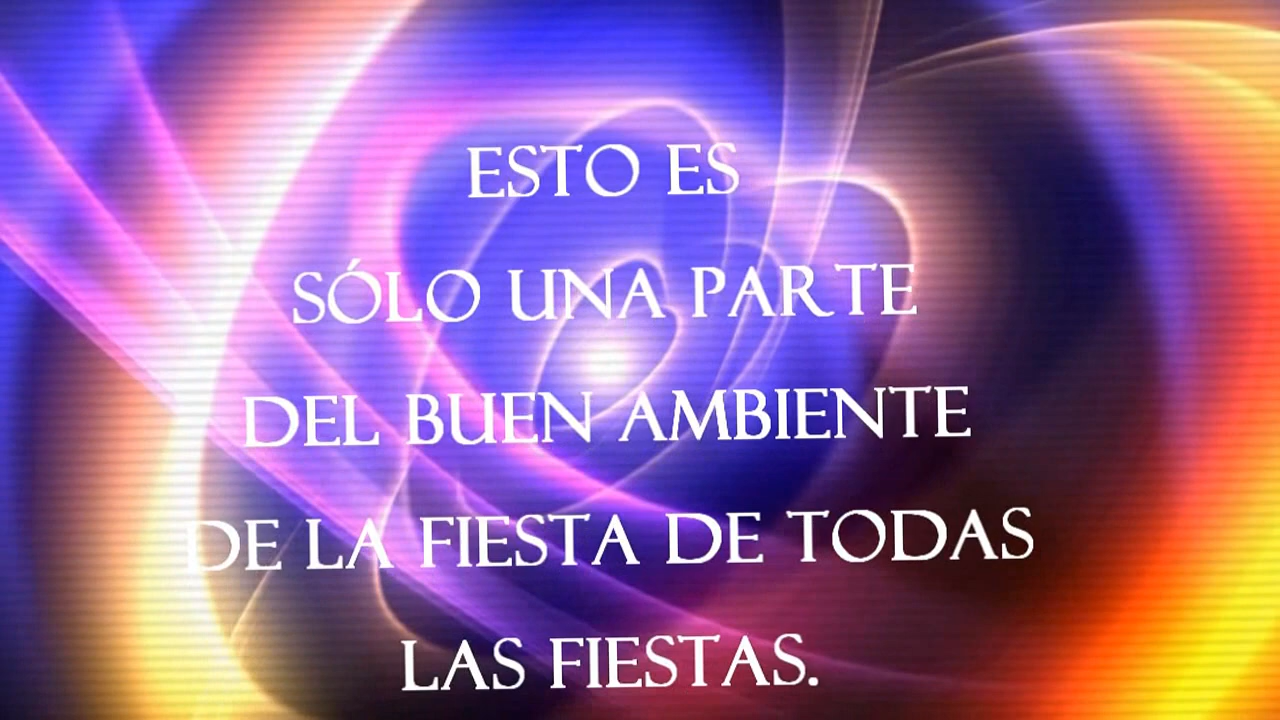 ESTO ES
SÓLO UNA PARTE
DEL BUEN AMBIENTE
DE LA FIESTA DE TODAS
LAS FIESTAS.